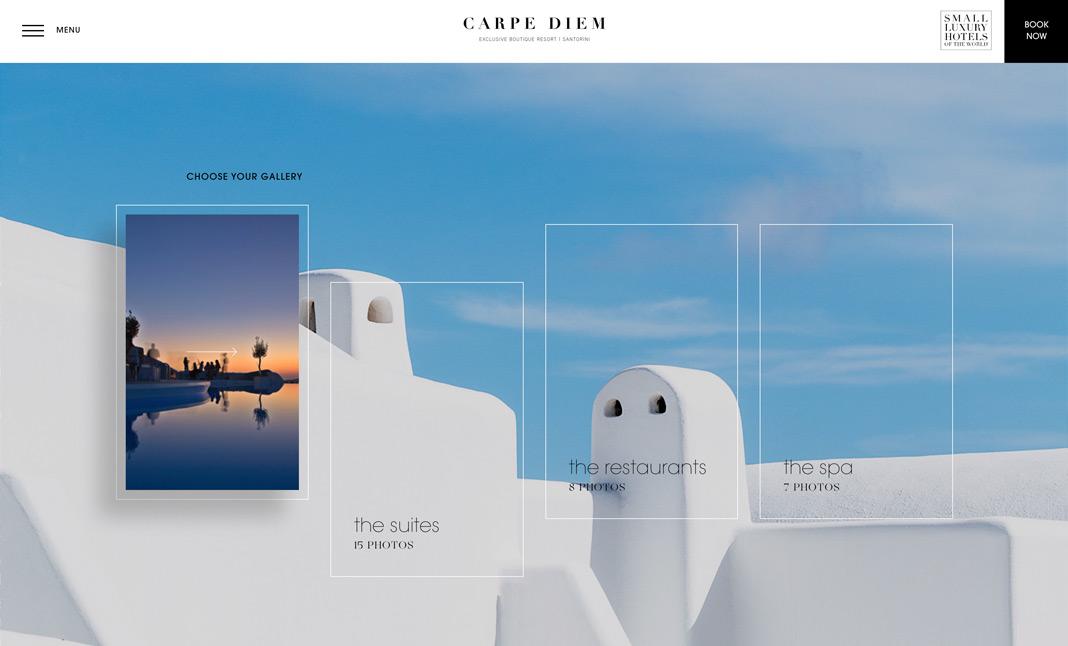 MENU
CARPE DIEM
EXCLUSIVE BOUTIQUE RESORT | SANTORINI
SMALL
LUXURY
HOTELS
OF THE WORLD
BOOK
NOW
CHOOSE YOUR GALLERY
the suites
15 PHOTOS
the restaurants
8 PHOTOS
the spa
7 PHOTOS